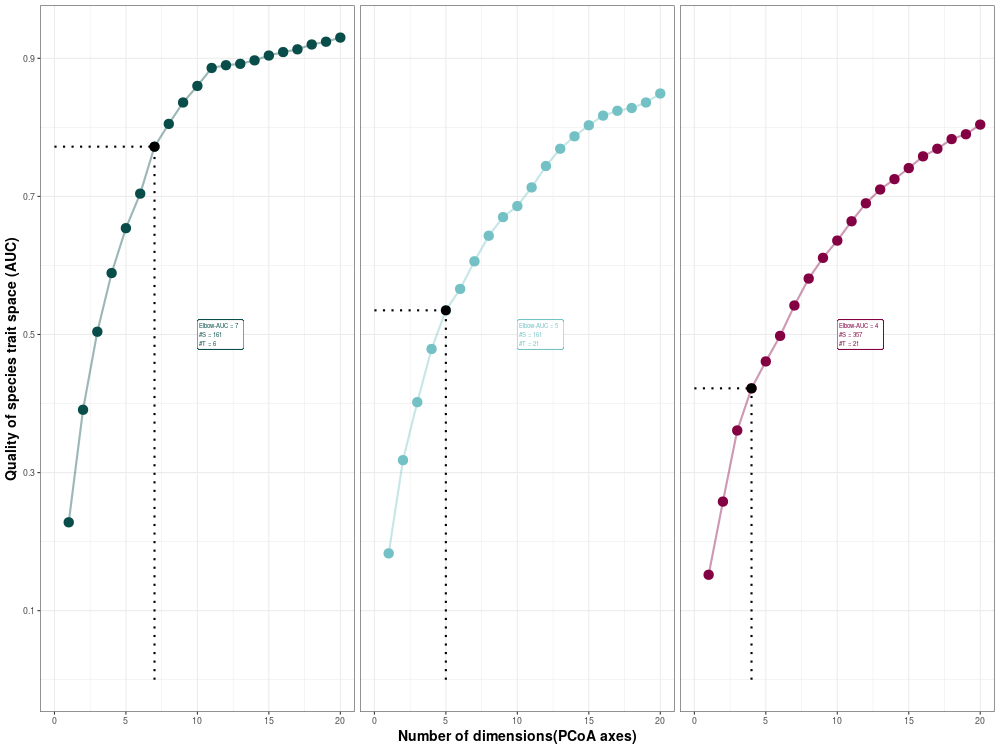 Quality of species trait space (AUC)
0.9
0.7
0.5
0.3
0.1
Elbow-AUC = 7
#S = 161
#T = 6
Elbow-AUC = 5
#S = 161
#T = 21
Elbow-AUC = 4
#S = 357
#T = 21
0 5 10 15 20
0 5 10 15 20
0 5 10 15 20
Number of dimensions(PCoA axes)